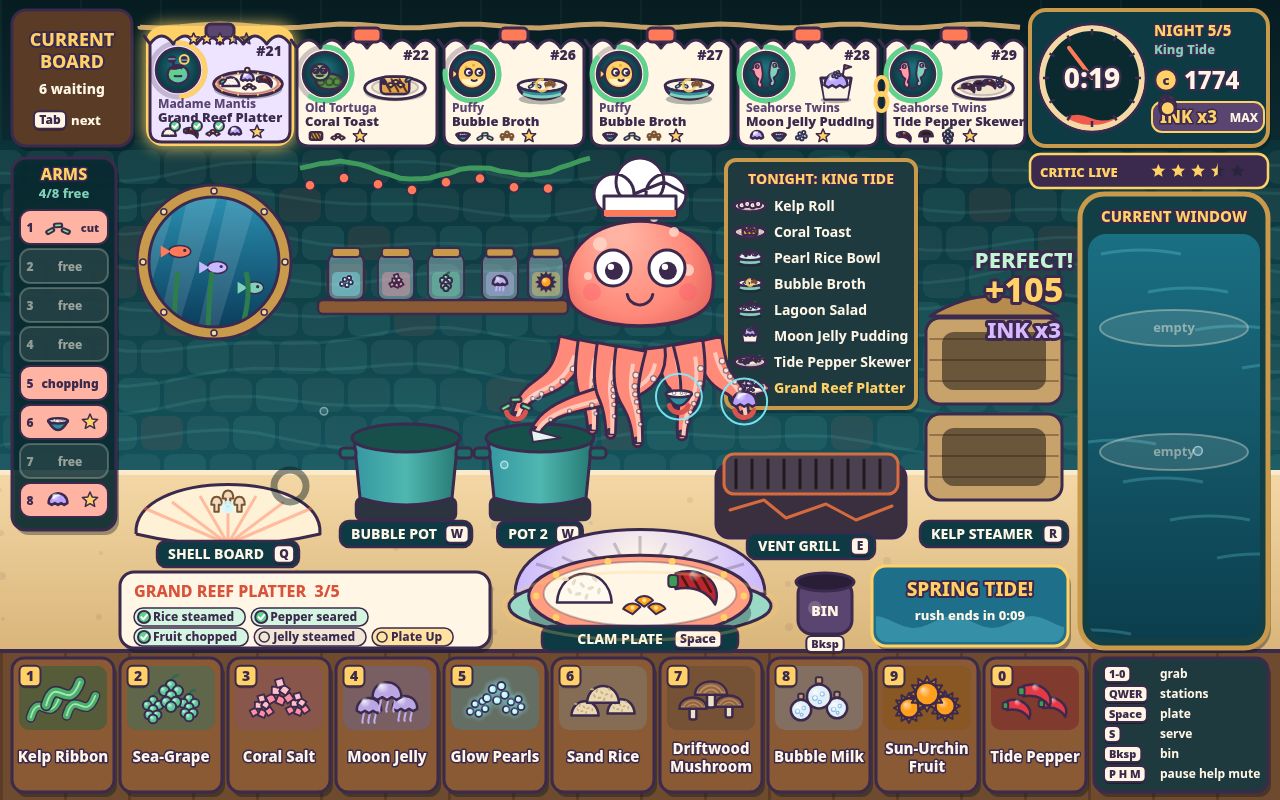 CURRENT
BOARD
6 waiting
Tab next
#21
Madame Mantis
Grand Reef Platter
#22
Old Tortuga
Coral Toast
#26
Puffy
Bubble Broth
#27
Puffy
Bubble Broth
#28
Seahorse Twins
Moon Jelly Pudding
#29
Seahorse Twins
Tide Pepper Skewer
0:19
NIGHT 5/5
King Tide
c 1774
INK x3 MAX
CRITIC LIVE
ARMS
4/8 free
1 cut
2 free
3 free
4 free
5 chopping
6
7 free
8
TONIGHT: KING TIDE
Kelp Roll
Coral Toast
Pearl Rice Bowl
Bubble Broth
Lagoon Salad
Moon Jelly Pudding
Tide Pepper Skewer
Grand Reef Platter
PERFECT!
+105
INK x3
CURRENT WINDOW
empty
empty
SHELL BOARD Q
BUBBLE POT W
POT 2 W
VENT GRILL E
KELP STEAMER R
GRAND REEF PLATTER 3/5
Rice steamed
Pepper seared
Fruit chopped
Jelly steamed
Plate Up
CLAM PLATE Space
BIN
Bksp
SPRING TIDE!
rush ends in 0:09
1
Kelp Ribbon
2
Sea-Grape
3
Coral Salt
4
Moon Jelly
5
Glow Pearls
6
Sand Rice
7
Driftwood
Mushroom
8
Bubble Milk
9
Sun-Urchin
Fruit
0
Tide Pepper
1-0 grab
QWER stations
Space plate
S serve
Bksp bin
P H M pause help mute